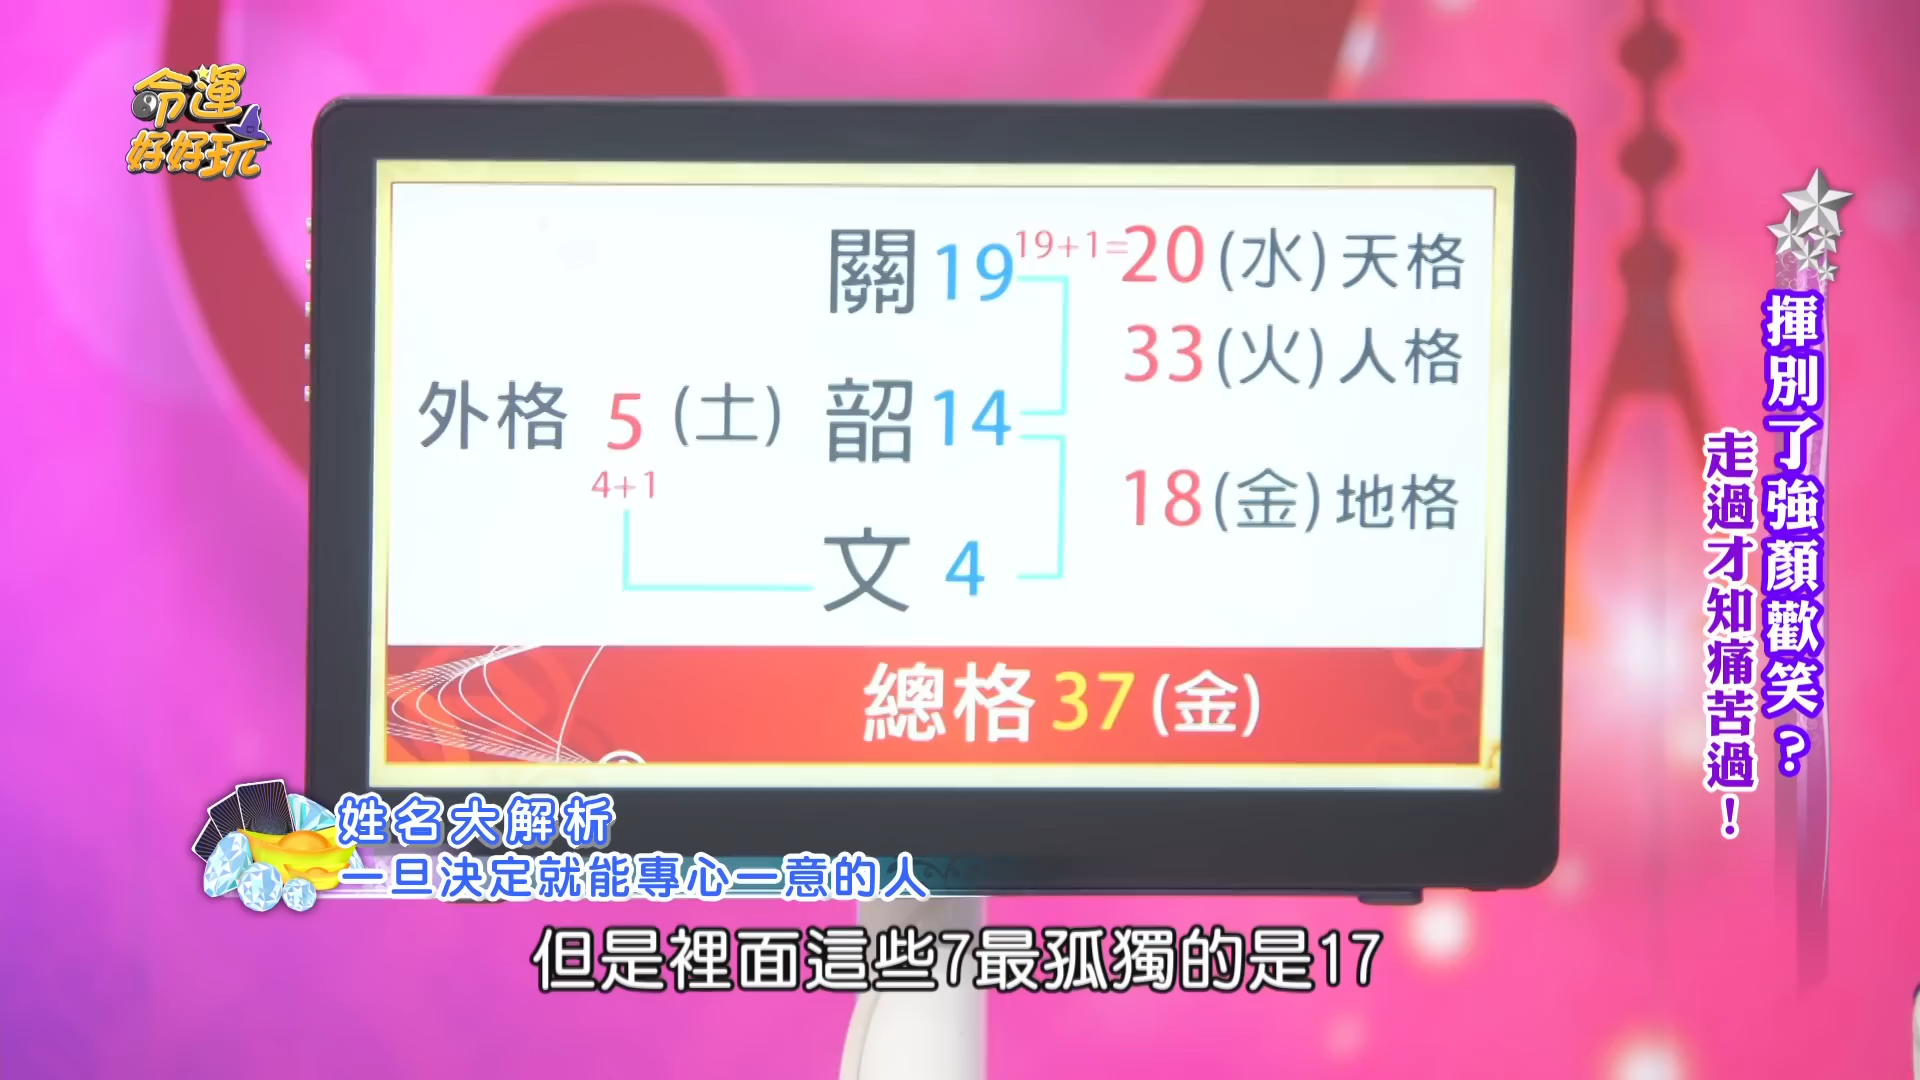 命運
好好玩
關 19 19+1=20(水)天格
33(火)人格
外格 5 (土) 韶 14
4+1
18(金)地格
文 4
總格37(金)
揮別了強顏歡笑?
走過才知痛苦過!
姓名大解析
一旦決定就能專心一意的人
但是裡面這些7最孤獨的是17